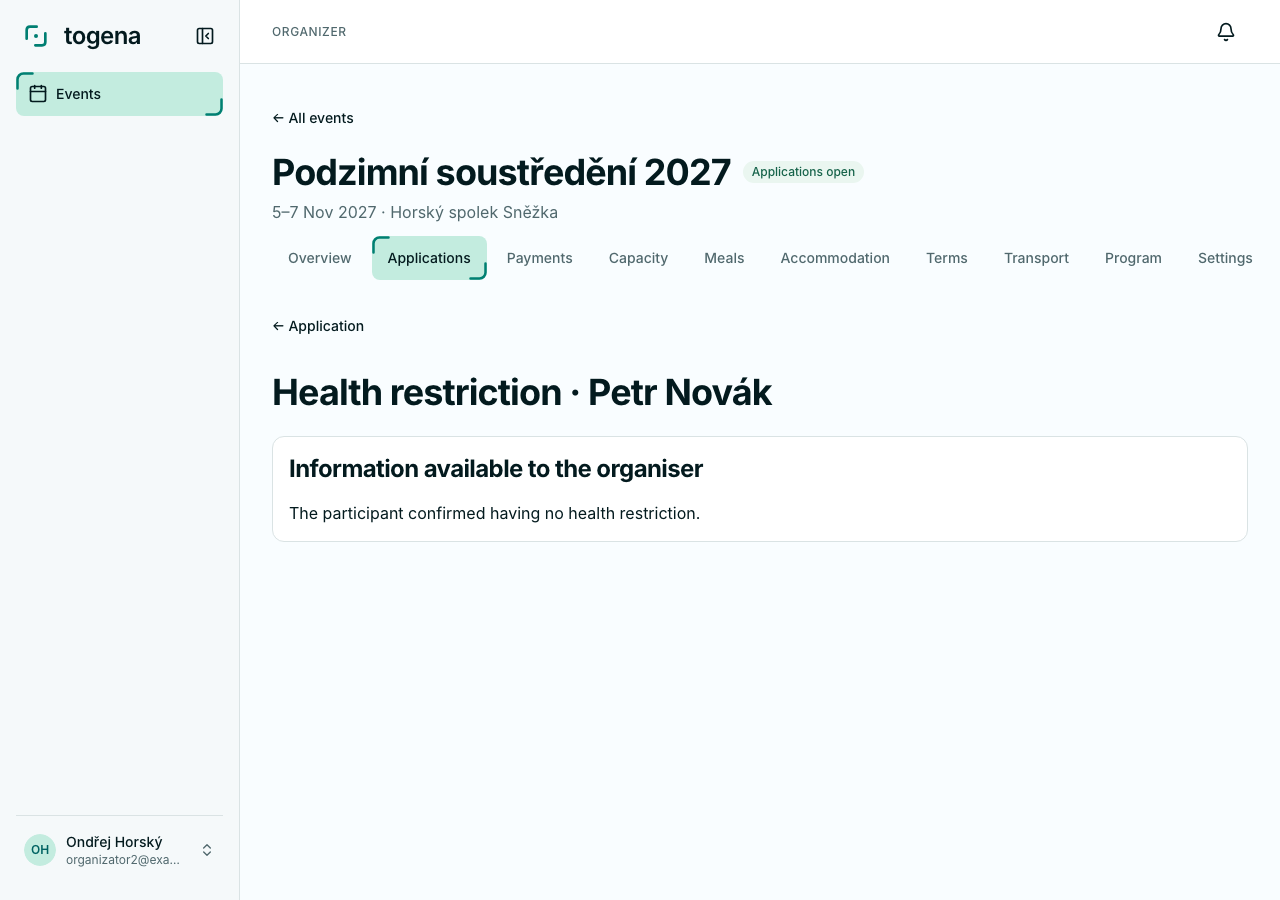 togena
ORGANIZER
Events
← All events
Podzimní soustředění 2027
Applications open
5–7 Nov 2027 · Horský spolek Sněžka
Overview
Applications
Payments
Capacity
Meals
Accommodation
Terms
Transport
Program
Settings
← Application
Health restriction · Petr Novák
Information available to the organiser
The participant confirmed having no health restriction.
OH
Ondřej Horský
organizator2@exa…